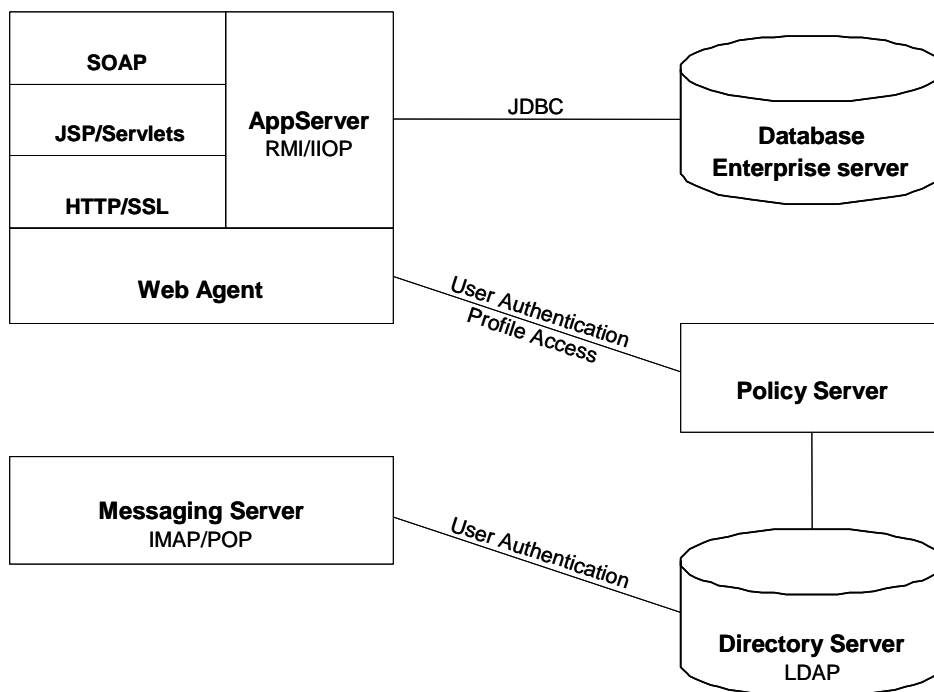 SOAP
JSP/Servlets
HTTP/SSL
AppServer
RMI/IIOP
Web Agent
JDBC
Database
Enterprise server
User Authentication
Profile Access
Policy Server
Messaging Server
IMAP/POP
User Authentication
Directory Server
LDAP